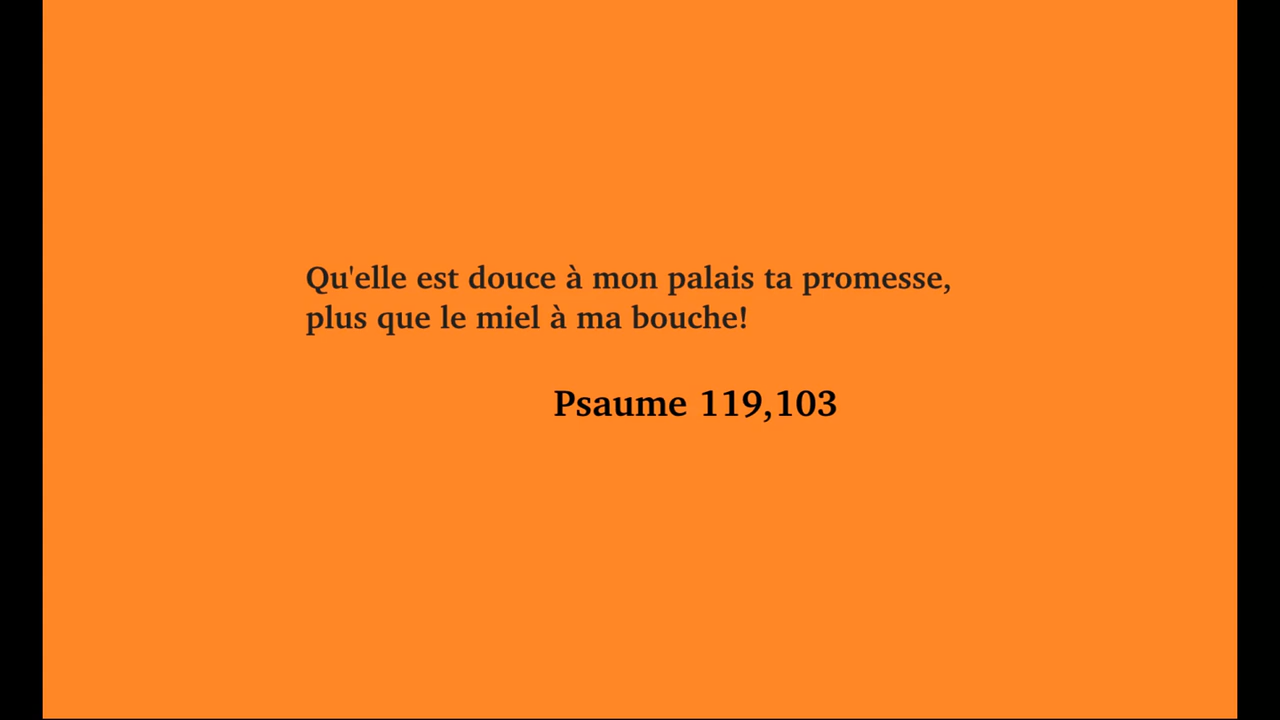 Qu'elle est douce à mon palais ta promesse,
plus que le miel à ma bouche!
Psaume 119,103